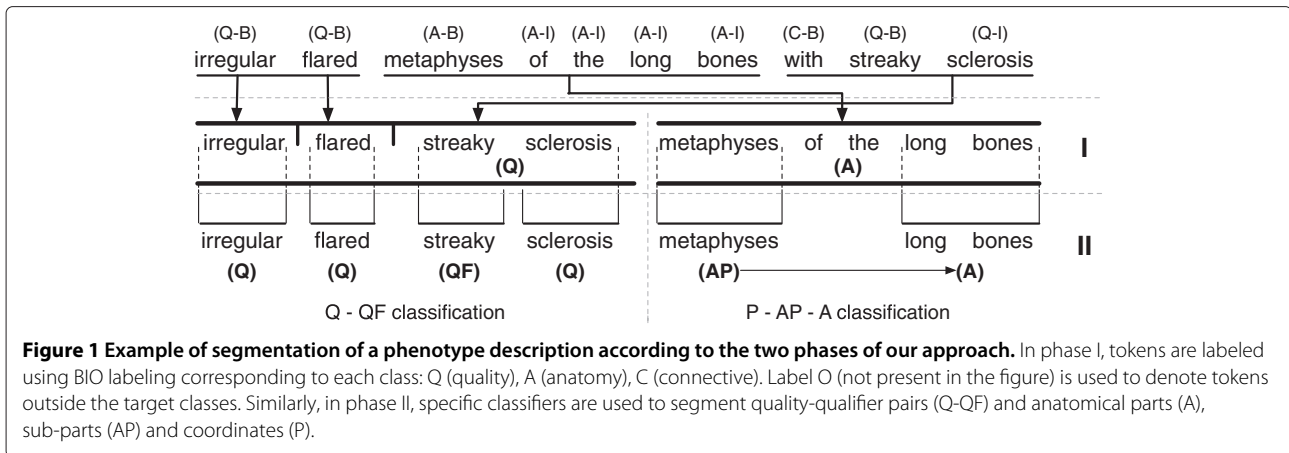 (Q-B) (Q-B) (A-B) (A-I) (A-I) (A-I) (A-I) (C-B) (Q-B) (Q-I)
irregular flared metaphyses of the long bones with streaky sclerosis
irregular flared streaky sclerosis metaphyses of the long bones I
(Q) (A)
irregular flared streaky sclerosis metaphyses long bones II
(Q) (Q) (QF) (Q) (AP) (A)
Q - QF classification P - AP - A classification
Figure 1 Example of segmentation of a phenotype description according to the two phases of our approach. In phase I, tokens are labeled
using BIO labeling corresponding to each class: Q (quality), A (anatomy), C (connective). Label O (not present in the figure) is used to denote tokens
outside the target classes. Similarly, in phase II, specific classifiers are used to segment quality-qualifier pairs (Q-QF) and anatomical parts (A),
sub-parts (AP) and coordinates (P).